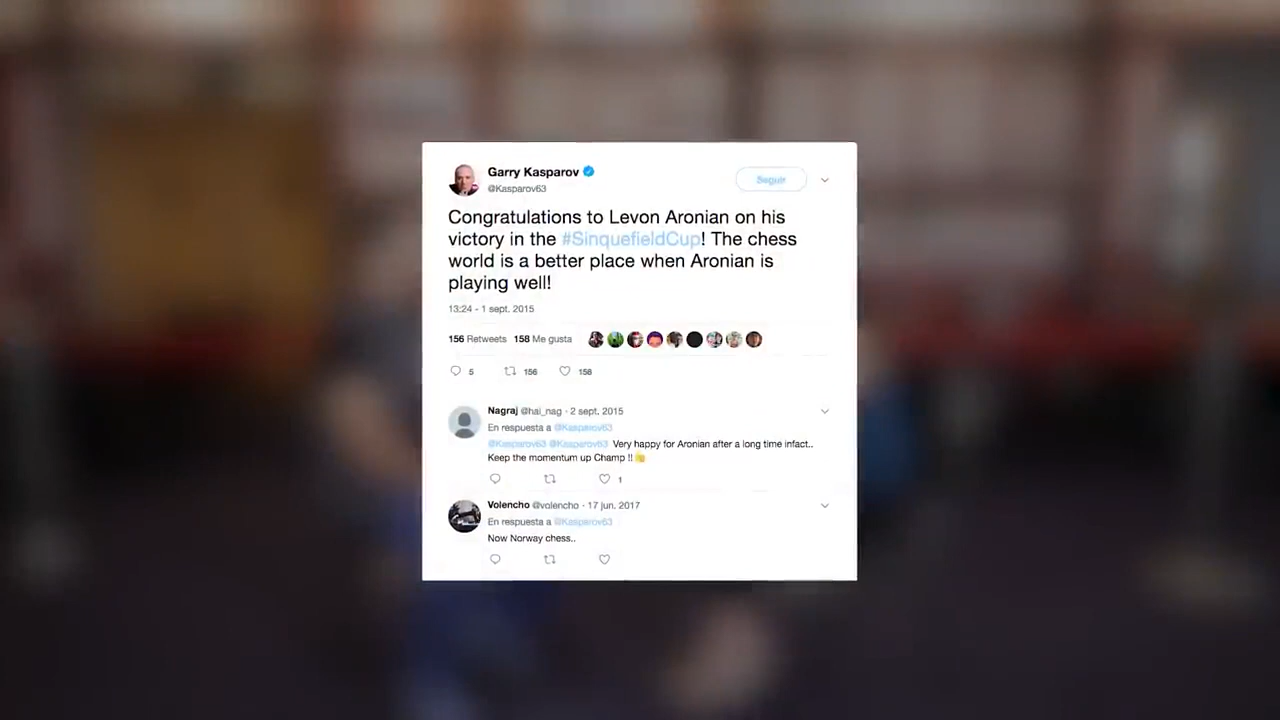 Garry Kasparov
@Kasparov63
Seguir
Congratulations to Levon Aronian on his
victory in the #SinquefieldCup! The chess
world is a better place when Aronian is
playing well!
13:24 - 1 sept. 2015
156 Retweets 158 Me gusta
5 156 158
Nagraj @hai_nag · 2 sept. 2015
En respuesta a @Kasparov63
@Kasparov63 @Kasparov63 Very happy for Aronian after a long time infact..
Keep the momentum up Champ !!
1
Volencho @volencho · 17 jun. 2017
En respuesta a @Kasparov63
Now Norway chess..